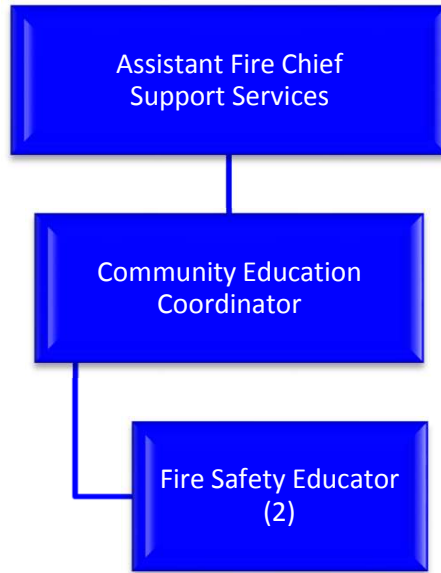 Assistant Fire Chief
Support Services
Community Education
Coordinator
Fire Safety Educator
(2)